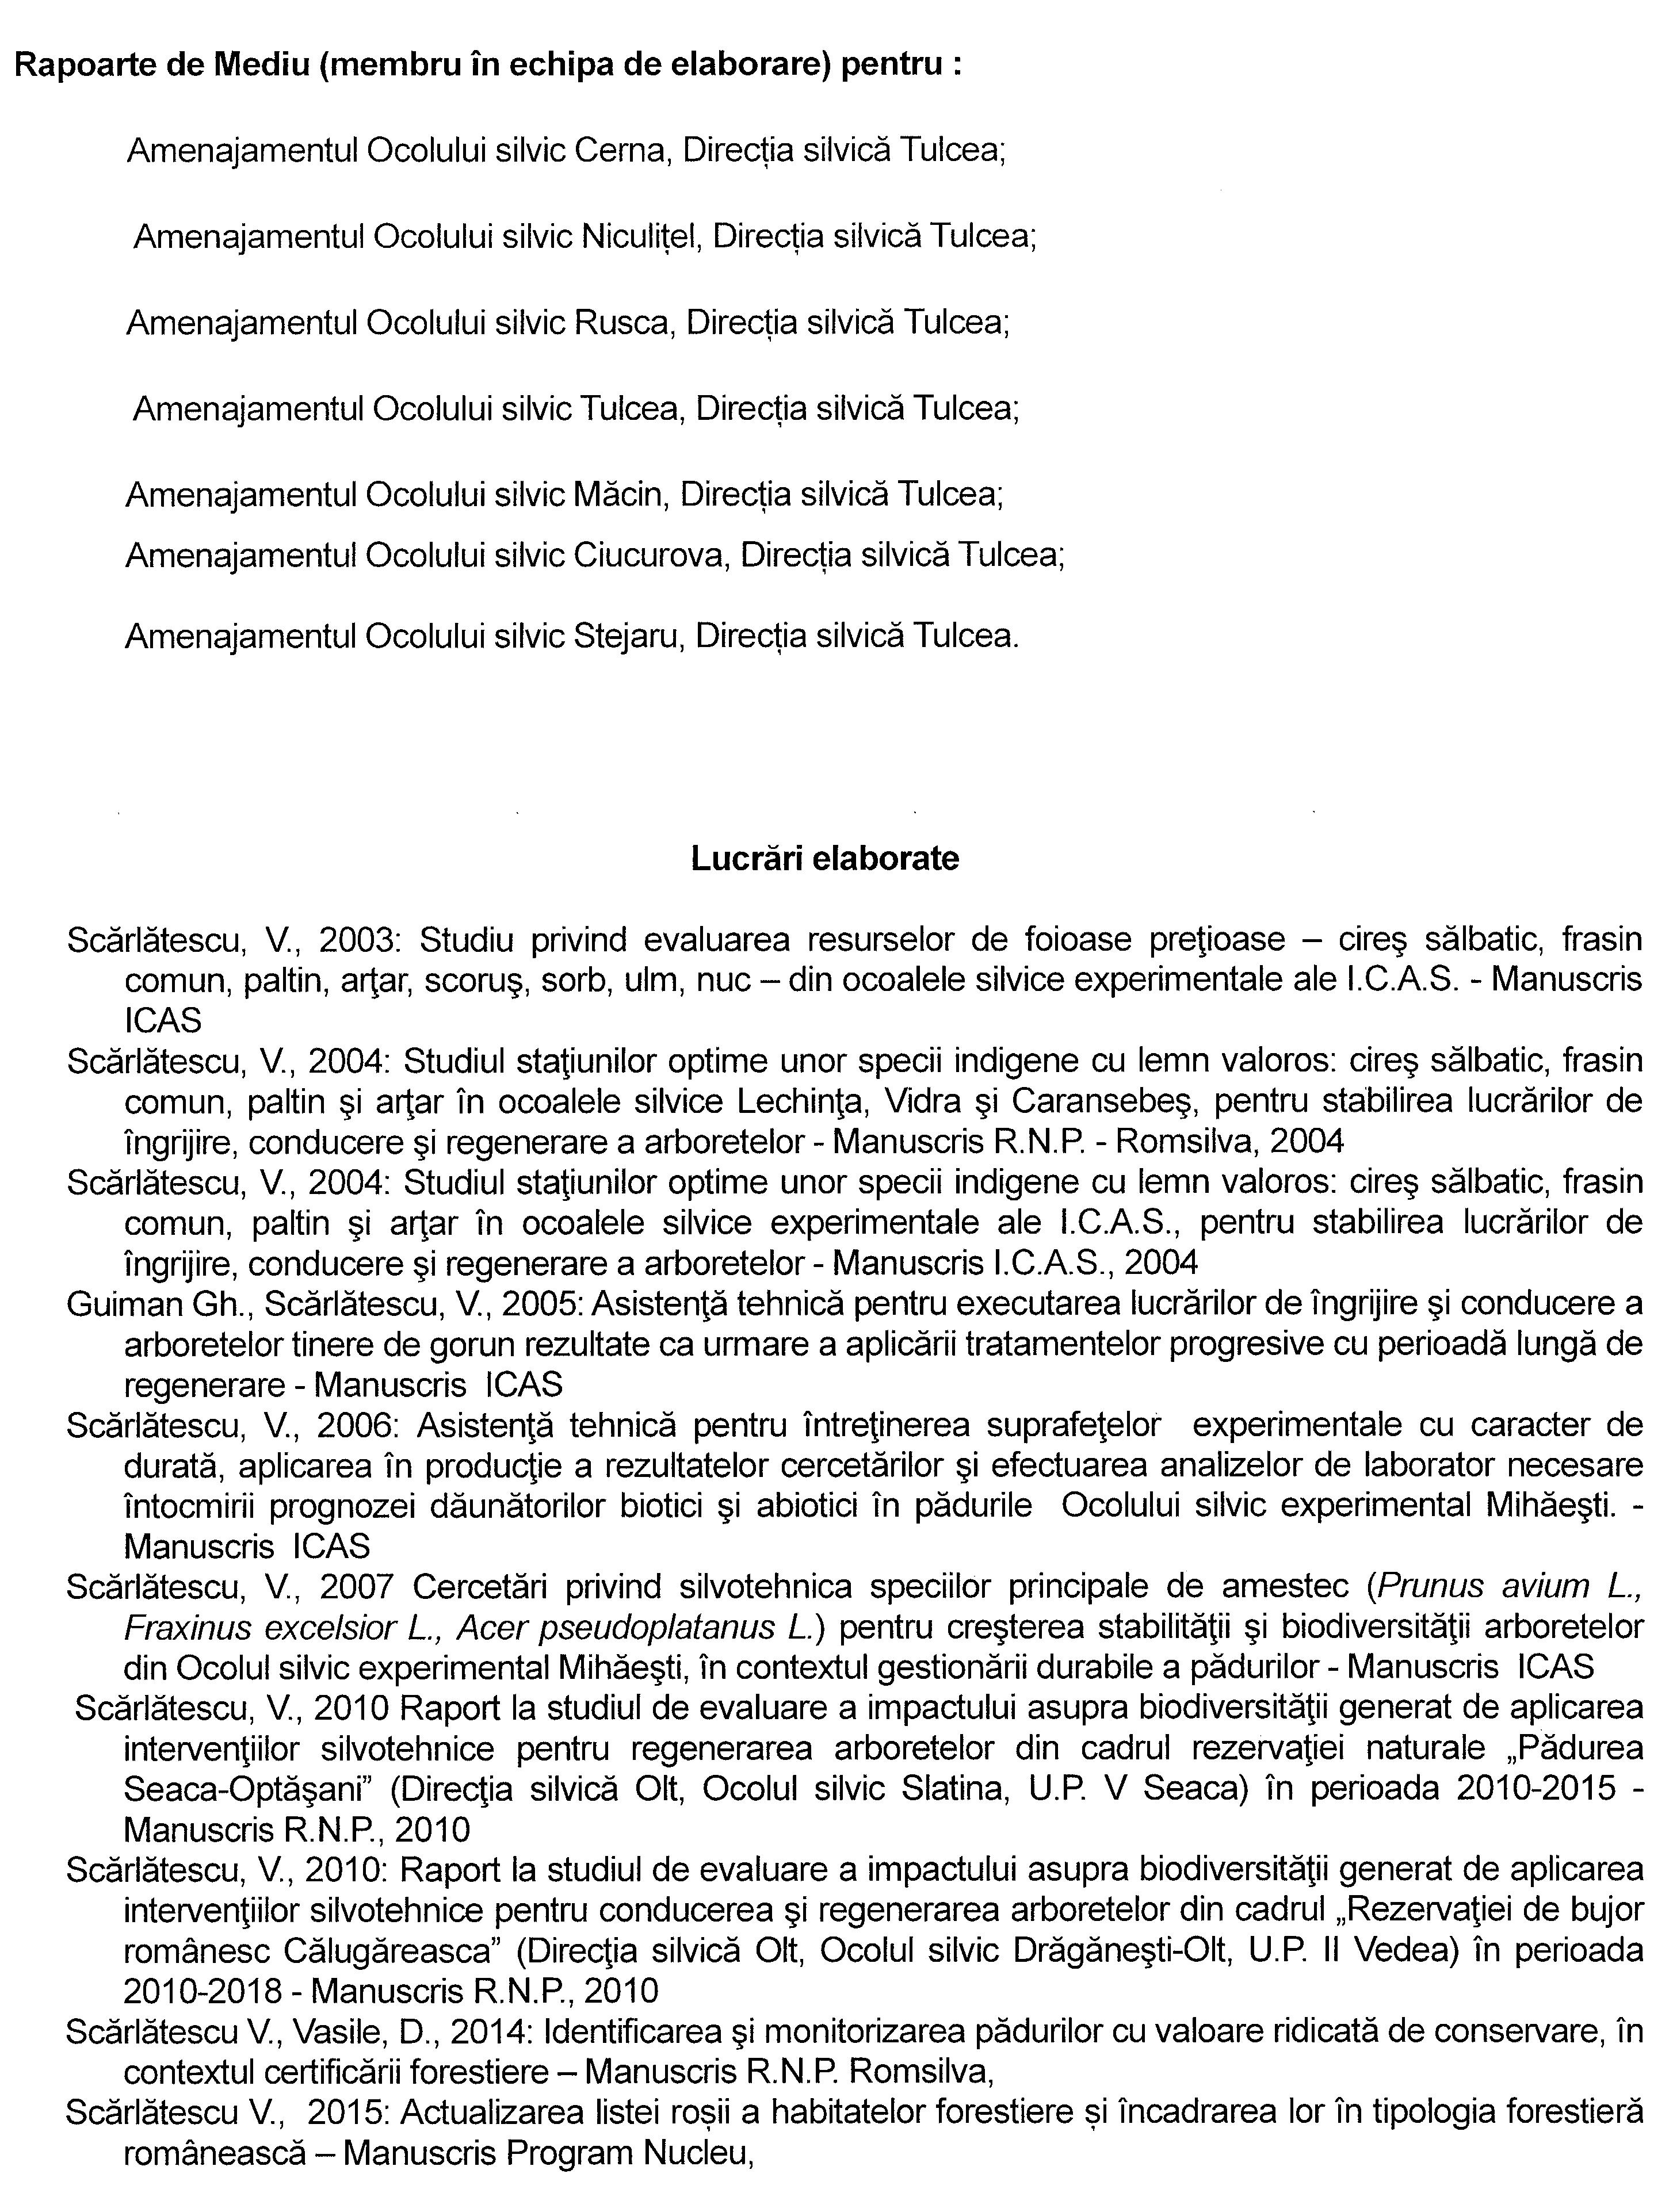 Rapoarte de Mediu (membru în echipa de elaborare) pentru :
Amenajamentul Ocolului silvic Cerna, Direcția silvică Tulcea;
Amenajamentul Ocolului silvic Niculițel, Direcția silvică Tulcea;
Amenajamentul Ocolului silvic Rusca, Direcția silvică Tulcea;
Amenajamentul Ocolului silvic Tulcea, Direcția silvică Tulcea;
Amenajamentul Ocolului silvic Măcin, Direcția silvică Tulcea;
Amenajamentul Ocolului silvic Ciucurova, Direcția silvică Tulcea;
Amenajamentul Ocolului silvic Stejaru, Direcția silvică Tulcea.
Lucrări elaborate
Scărlătescu, V., 2003: Studiu privind evaluarea resurselor de foioase preţioase – cireş sălbatic, frasin
comun, paltin, arţar, scoruş, sorb, ulm, nuc – din ocoalele silvice experimentale ale I.C.A.S. - Manuscris
ICAS
Scărlătescu, V., 2004: Studiul staţiunilor optime unor specii indigene cu lemn valoros: cireş sălbatic, frasin
comun, paltin şi arţar în ocoalele silvice Lechinţa, Vidra şi Caransebeş, pentru stabilirea lucrărilor de
îngrijire, conducere şi regenerare a arboretelor - Manuscris R.N.P. - Romsilva, 2004
Scărlătescu, V., 2004: Studiul staţiunilor optime unor specii indigene cu lemn valoros: cireş sălbatic, frasin
comun, paltin şi arţar în ocoalele silvice experimentale ale I.C.A.S., pentru stabilirea lucrărilor de
îngrijire, conducere şi regenerare a arboretelor - Manuscris I.C.A.S., 2004
Guiman Gh., Scărlătescu, V., 2005: Asistenţă tehnică pentru executarea lucrărilor de îngrijire şi conducere a
arboretelor tinere de gorun rezultate ca urmare a aplicării tratamentelor progresive cu perioadă lungă de
regenerare - Manuscris ICAS
Scărlătescu, V., 2006: Asistenţă tehnică pentru întreţinerea suprafeţelor experimentale cu caracter de
durată, aplicarea în producţie a rezultatelor cercetărilor şi efectuarea analizelor de laborator necesare
întocmirii prognozei dăunătorilor biotici şi abiotici în pădurile Ocolului silvic experimental Mihăeşti. -
Manuscris ICAS
Scărlătescu, V., 2007 Cercetări privind silvotehnica speciilor principale de amestec (Prunus avium L.,
Fraxinus excelsior L., Acer pseudoplatanus L.) pentru creşterea stabilităţii şi biodiversităţii arboretelor
din Ocolul silvic experimental Mihăeşti, în contextul gestionării durabile a pădurilor - Manuscris ICAS
Scărlătescu, V., 2010 Raport la studiul de evaluare a impactului asupra biodiversităţii generat de aplicarea
intervenţiilor silvotehnice pentru regenerarea arboretelor din cadrul rezervaţiei naturale „Pădurea
Seaca-Optăşani” (Direcţia silvică Olt, Ocolul silvic Slatina, U.P. V Seaca) în perioada 2010-2015 -
Manuscris R.N.P., 2010
Scărlătescu, V., 2010: Raport la studiul de evaluare a impactului asupra biodiversităţii generat de aplicarea
intervenţiilor silvotehnice pentru conducerea şi regenerarea arboretelor din cadrul „Rezervaţiei de bujor
românesc Călugăreasca” (Direcţia silvică Olt, Ocolul silvic Drăgăneşti-Olt, U.P. II Vedea) în perioada
2010-2018 - Manuscris R.N.P., 2010
Scărlătescu V., Vasile, D., 2014: Identificarea şi monitorizarea pădurilor cu valoare ridicată de conservare, în
contextul certificării forestiere – Manuscris R.N.P. Romsilva,
Scărlătescu V., 2015: Actualizarea listei roșii a habitatelor forestiere și încadrarea lor în tipologia forestieră
românească – Manuscris Program Nucleu,